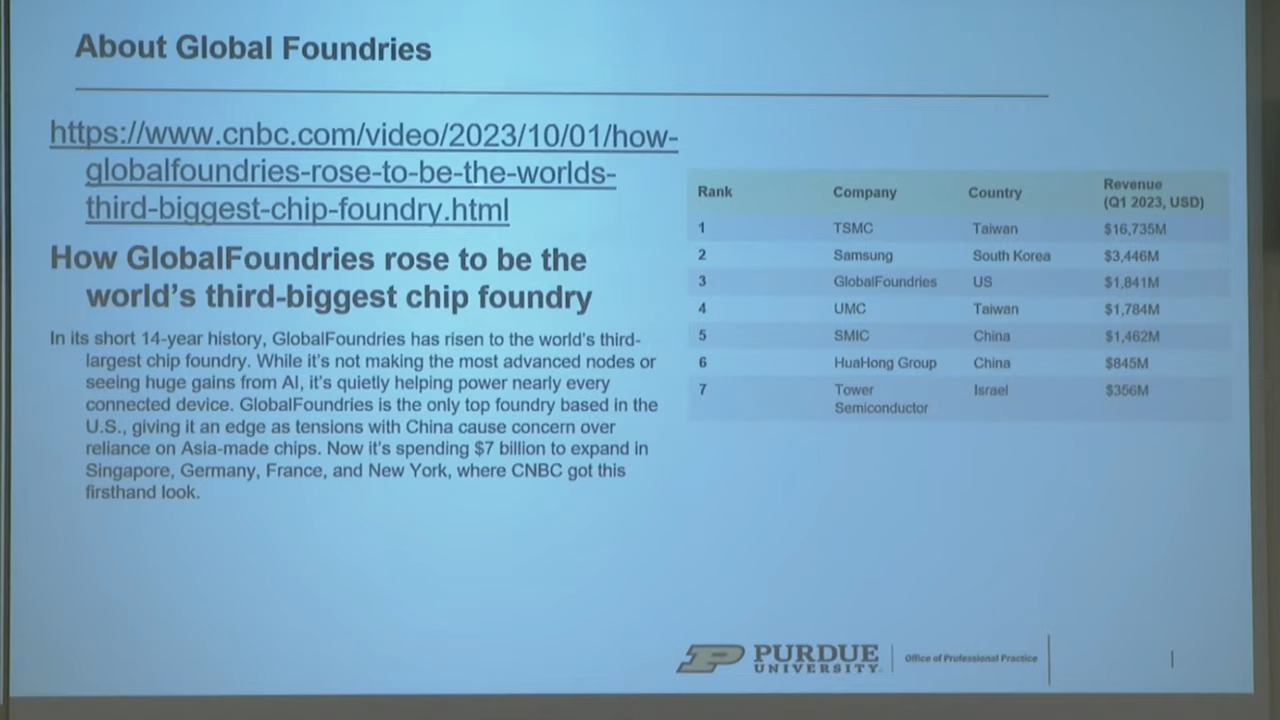 About Global Foundries
https://www.cnbc.com/video/2023/10/01/how-
globalfoundries-rose-to-be-the-worlds-
third-biggest-chip-foundry.html
How GlobalFoundries rose to be the
world's third-biggest chip foundry
In its short 14-year history, GlobalFoundries has risen to the world's third-
largest chip foundry. While it's not making the most advanced nodes or
seeing huge gains from AI, it's quietly helping power nearly every
connected device. GlobalFoundries is the only top foundry based in the
U.S., giving it an edge as tensions with China cause concern over
reliance on Asia-made chips. Now it's spending $7 billion to expand in
Singapore, Germany, France, and New York, where CNBC got this
firsthand look.
Rank Company Country Revenue
(Q1 2023, USD)
1 TSMC Taiwan $16,735M
2 Samsung South Korea $3,446M
3 GlobalFoundries US $1,841M
4 UMC Taiwan $1,784M
5 SMIC China $1,462M
6 HuaHong Group China $845M
7 Tower Israel $356M
Semiconductor
P PURDUE
UNIVERSITY
Office of Professional Practice